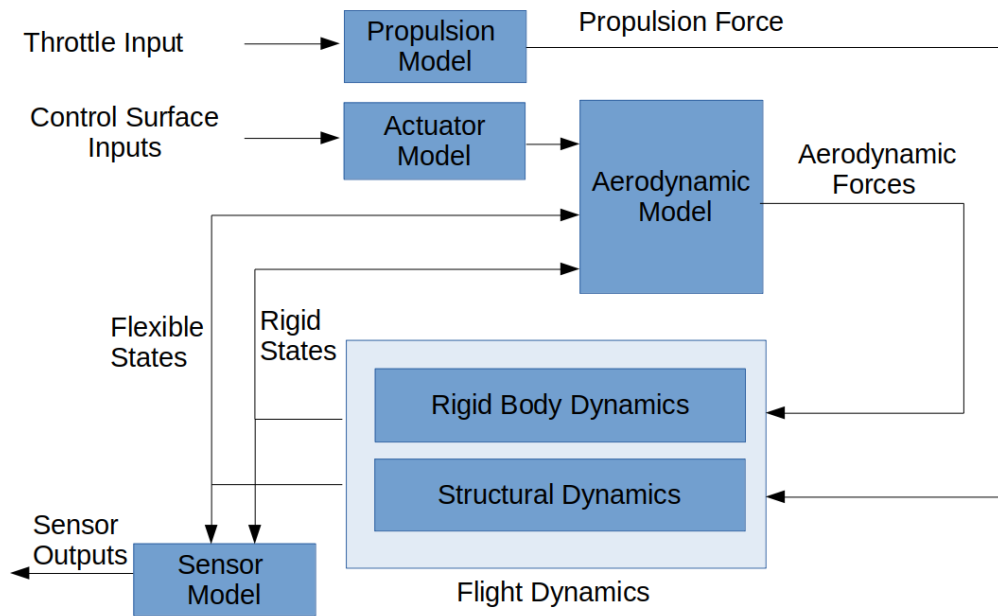 Throttle Input
Propulsion
Model
Propulsion Force
Control Surface
Inputs
Actuator
Model
Aerodynamic
Model
Aerodynamic
Forces
Flexible
States
Rigid
States
Rigid Body Dynamics
Structural Dynamics
Flight Dynamics
Sensor
Outputs
Sensor
Model